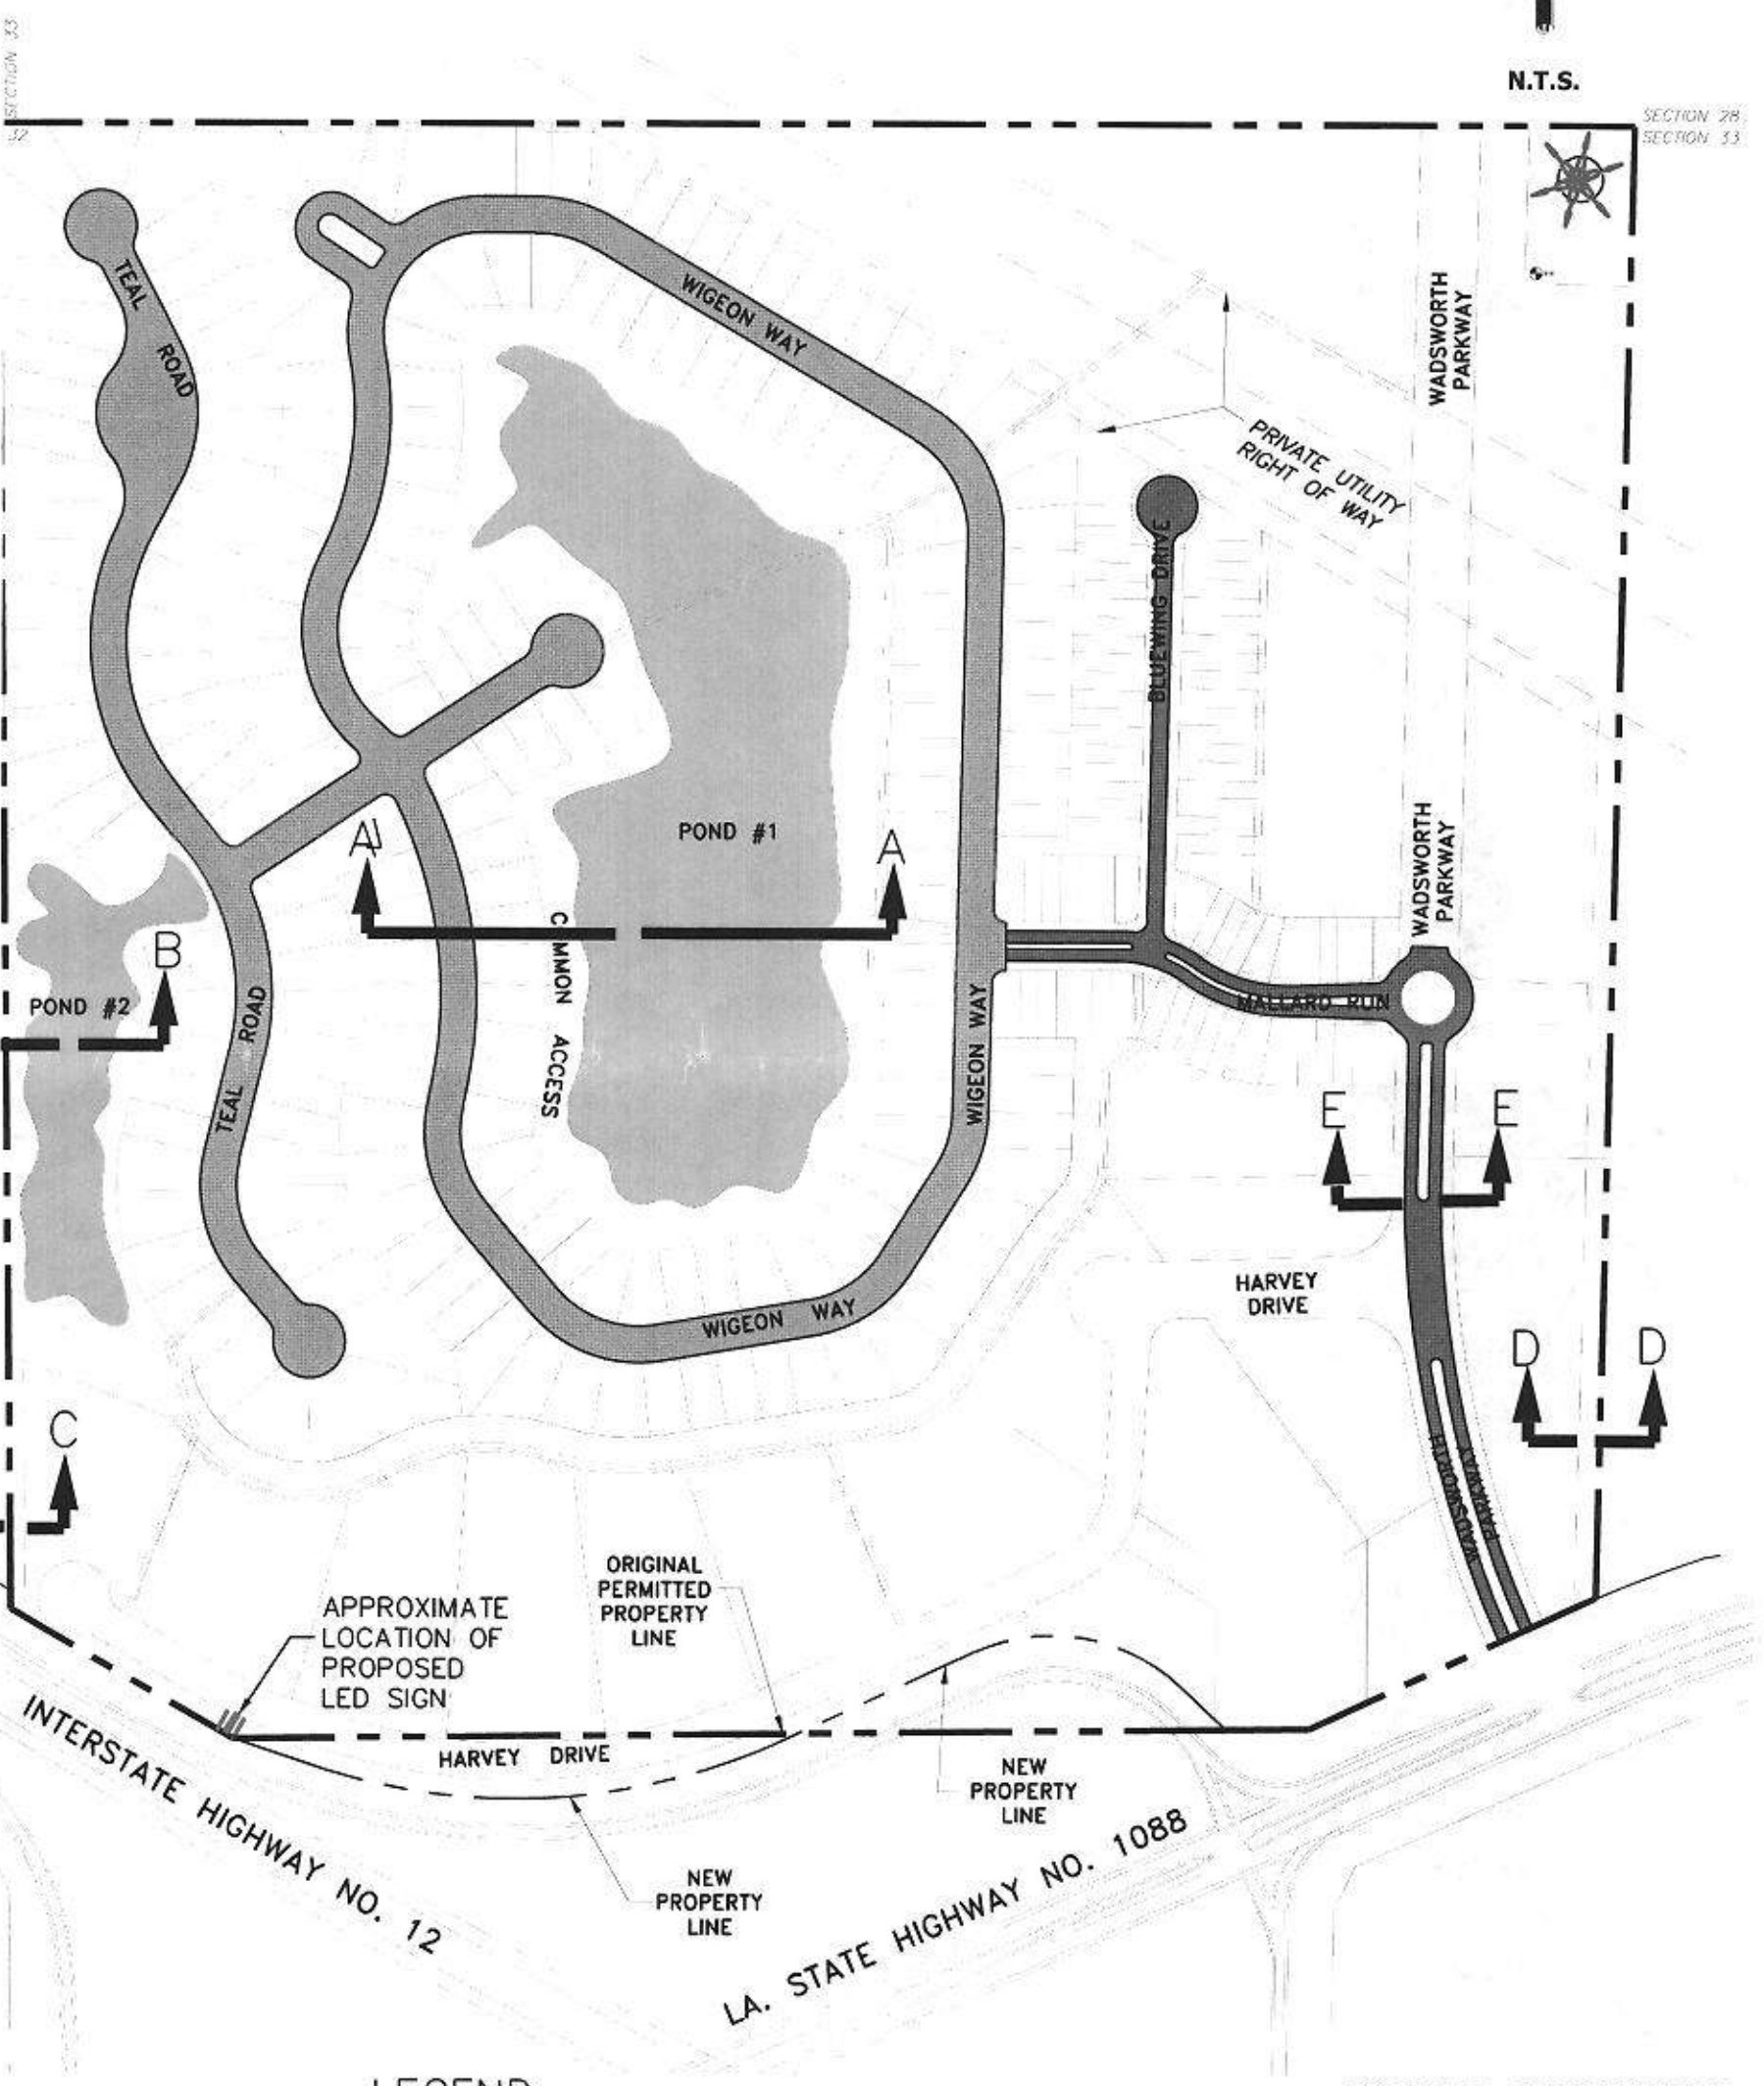 SECTION 33
32
N.T.S.
SECTION 28
SECTION 33
TEAL ROAD
WIGEON WAY
WADSWORTH
PARKWAY
PRIVATE UTILITY
RIGHT OF WAY
BLUEWING DRIVE
POND #1
A
A
WADSWORTH
PARKWAY
COMMON ACCESS
B
POND #2
TEAL ROAD
WIGEON WAY
MALLARD RUN
E
E
HARVEY
DRIVE
WIGEON WAY
D
D
C
WADSWORTH
PARKWAY
ORIGINAL
PERMITTED
PROPERTY
LINE
APPROXIMATE
LOCATION OF
PROPOSED
LED SIGN
HARVEY DRIVE
NEW
PROPERTY
LINE
INTERSTATE HIGHWAY NO. 12
NEW
PROPERTY
LINE
LA. STATE HIGHWAY NO. 1088
LEGEND